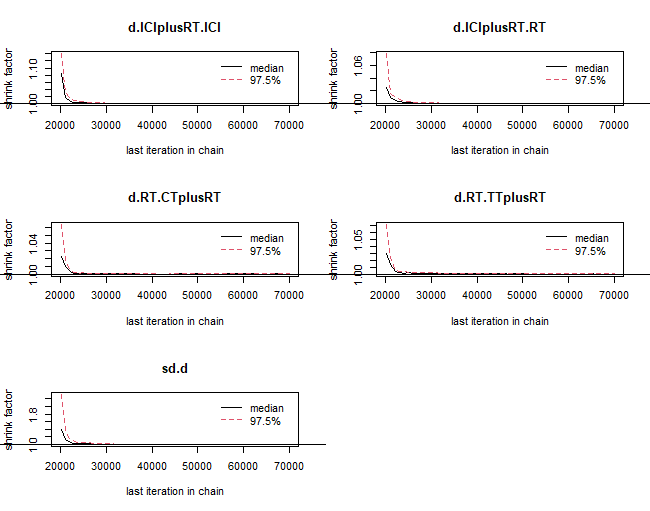 d.ICIplusRT.ICI
shrink factor
1.00 1.10
median
97.5%
20000 30000 40000 50000 60000 70000
last iteration in chain
d.ICIplusRT.RT
shrink factor
1.00 1.06
median
97.5%
20000 30000 40000 50000 60000 70000
last iteration in chain
d.RT.CTplusRT
shrink factor
1.00 1.04
median
97.5%
20000 30000 40000 50000 60000 70000
last iteration in chain
d.RT.TTplusRT
shrink factor
1.00 1.05
median
97.5%
20000 30000 40000 50000 60000 70000
last iteration in chain
sd.d
shrink factor
1.0 1.8
median
97.5%
20000 30000 40000 50000 60000 70000
last iteration in chain